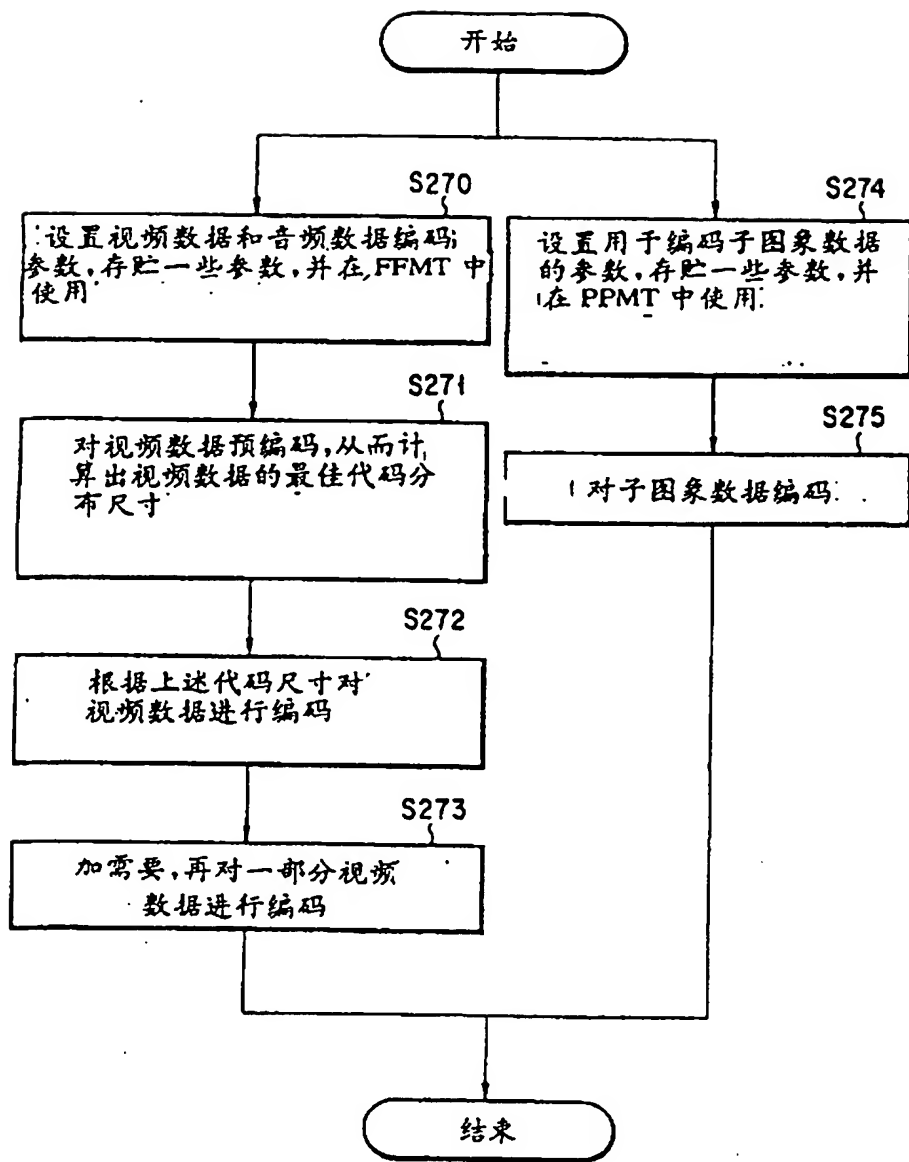 开始
S270
设置视频数据和音频数据编码
参数,存贮一些参数,并在FFMT中
使用
S271
对视频数据预编码,从而计
算出视频数据的最佳代码分
布尺寸
S272
根据上述代码尺寸对
视频数据进行编码
S273
加需要,再对一部分视频
数据进行编码
S274
设置用于编码子图象数据
的参数,存贮一些参数,并
在PPMT中使用
S275
对子图象数据编码
结束